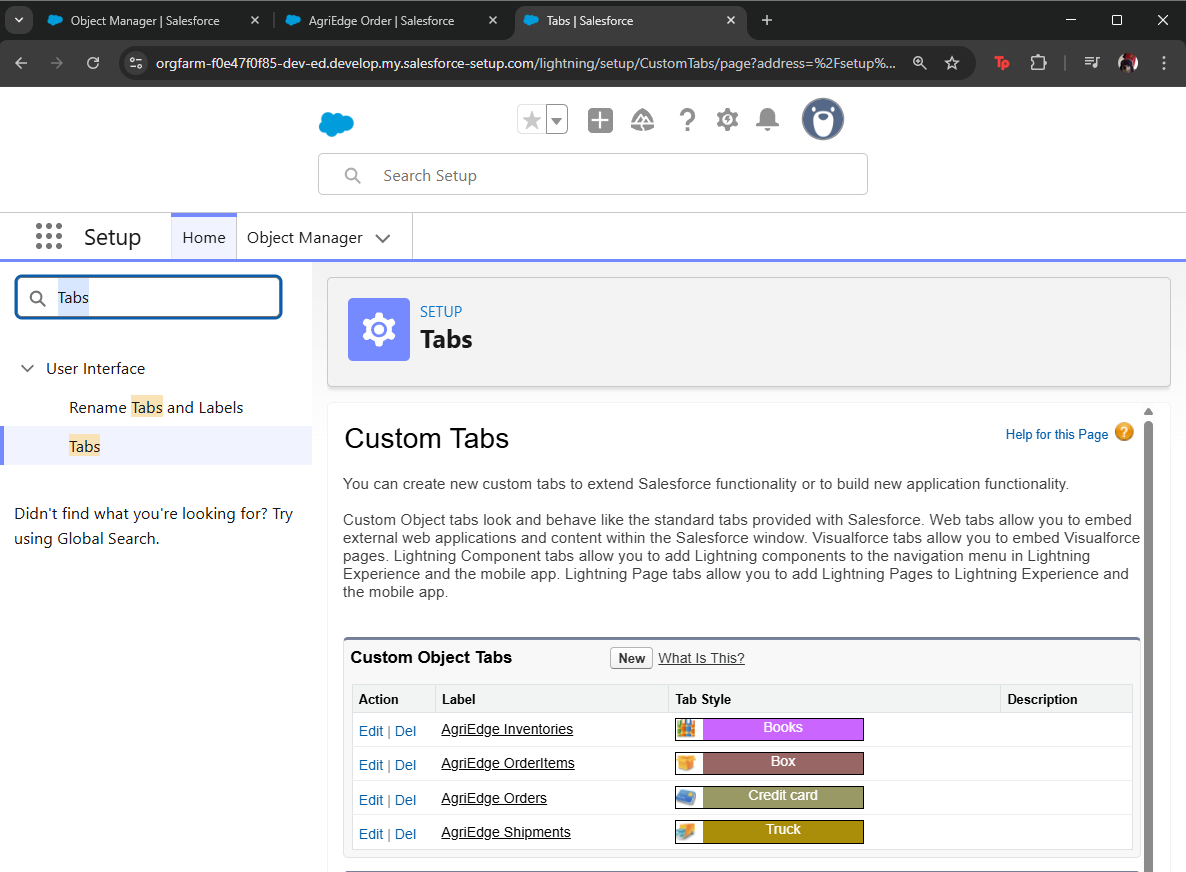 Object Manager | Salesforce
AgriEdge Order | Salesforce
Tabs | Salesforce
orgfarm-f0e47f0f85-dev-ed.develop.my.salesforce-setup.com/lightning/setup/CustomTabs/page?address=%2Fsetup%...
Tp
Search Setup
Setup
Home
Object Manager
Tabs
User Interface
Rename Tabs and Labels
Tabs
Didn't find what you're looking for? Try
using Global Search.
SETUP
Tabs
Custom Tabs
Help for this Page ?
You can create new custom tabs to extend Salesforce functionality or to build new application functionality.
Custom Object tabs look and behave like the standard tabs provided with Salesforce. Web tabs allow you to embed
external web applications and content within the Salesforce window. Visualforce tabs allow you to embed Visualforce
pages. Lightning Component tabs allow you to add Lightning components to the navigation menu in Lightning
Experience and the mobile app. Lightning Page tabs allow you to add Lightning Pages to Lightning Experience and
the mobile app.
Custom Object Tabs New What Is This?
Action Label Tab Style Description
Edit | Del AgriEdge Inventories Books
Edit | Del AgriEdge OrderItems Box
Edit | Del AgriEdge Orders Credit card
Edit | Del AgriEdge Shipments Truck